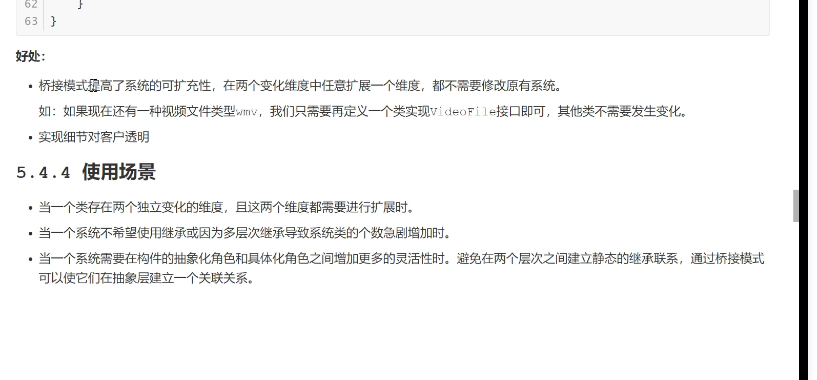 62 }
63 }
好处：
• 桥接模式提高了系统的可扩充性，在两个变化维度中任意扩展一个维度，都不需要修改原有系统。
如：如果现在还有一种视频文件类型wmv，我们只需要再定义一个类实现VideoFile接口即可，其他类不需要发生变化。
• 实现细节对客户透明
5.4.4 使用场景
• 当一个类存在两个独立变化的维度，且这两个维度都需要进行扩展时。
• 当一个系统不希望使用继承或因为多层次继承导致系统类的个数急剧增加时。
• 当一个系统需要在构件的抽象化角色和具体化角色之间增加更多的灵活性时。避免在两个层次之间建立静态的继承联系，通过桥接模式
可以使它们在抽象层建立一个关联关系。